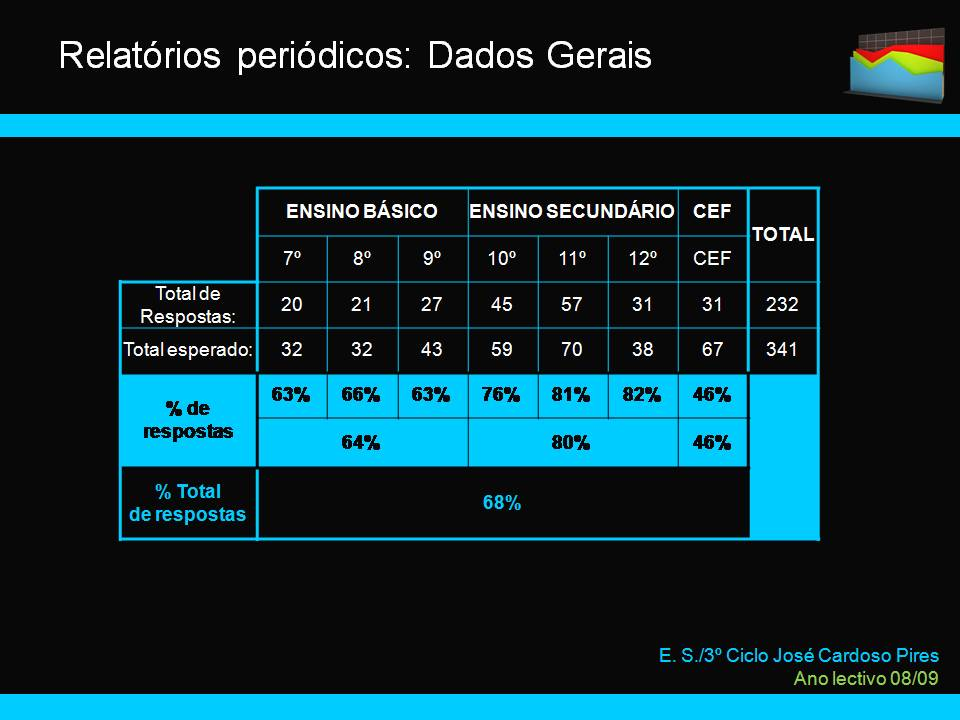 Relatórios periódicos: Dados Gerais
ENSINO BÁSICO ENSINO SECUNDÁRIO CEF TOTAL
7º 8º 9º 10º 11º 12º CEF
Total de
Respostas: 20 21 27 45 57 31 31 232
Total esperado: 32 32 43 59 70 38 67 341
% de
respostas 63% 66% 63% 76% 81% 82% 46%
64% 80% 46%
% Total
de respostas 68%
E. S./3º Ciclo José Cardoso Pires
Ano lectivo 08/09